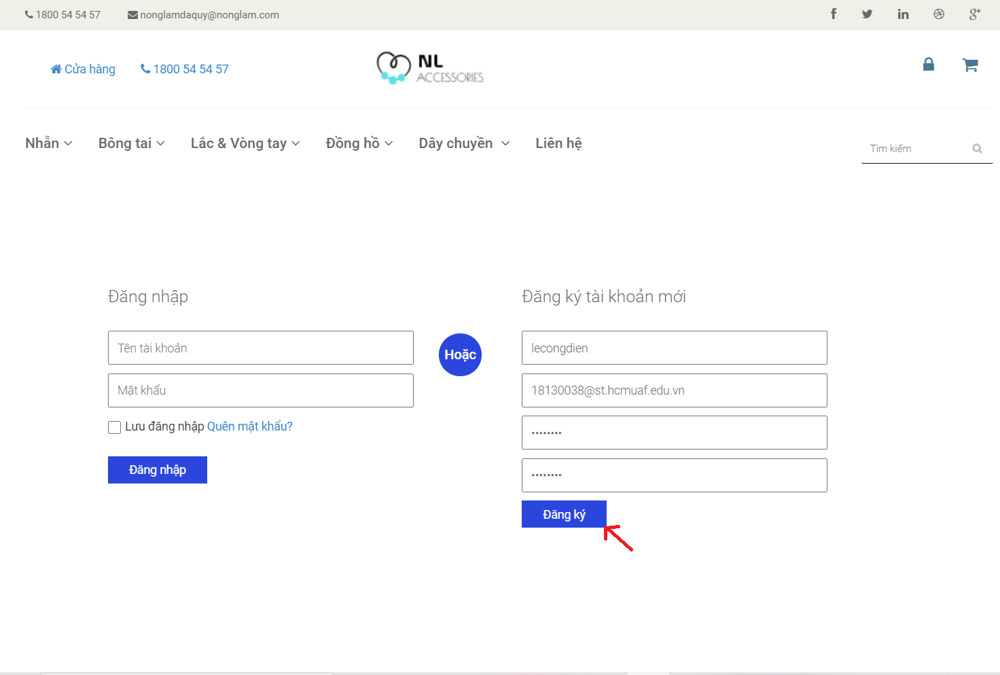 1800 54 54 57 nonglamdaquy@nonglam.com
Cửa hàng 1800 54 54 57
NL
ACCESSORIES
Nhẫn Bông tai Lắc & Vòng tay Đồng hồ Dây chuyền Liên hệ
Tìm kiếm
Đăng nhập
Tên tài khoản
Mật khẩu
Lưu đăng nhập Quên mật khẩu?
Đăng nhập
Hoặc
Đăng ký tài khoản mới
lecongdien
18130038@st.hcmuaf.edu.vn
••••••••
••••••••
Đăng ký